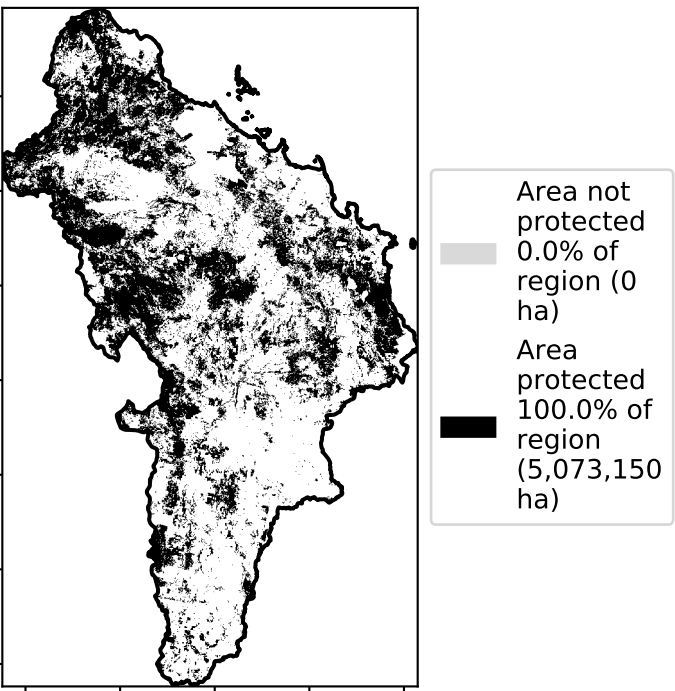 Area not
protected
0.0% of
region (0
ha)
Area
protected
100.0% of
region
(5,073,150
ha)